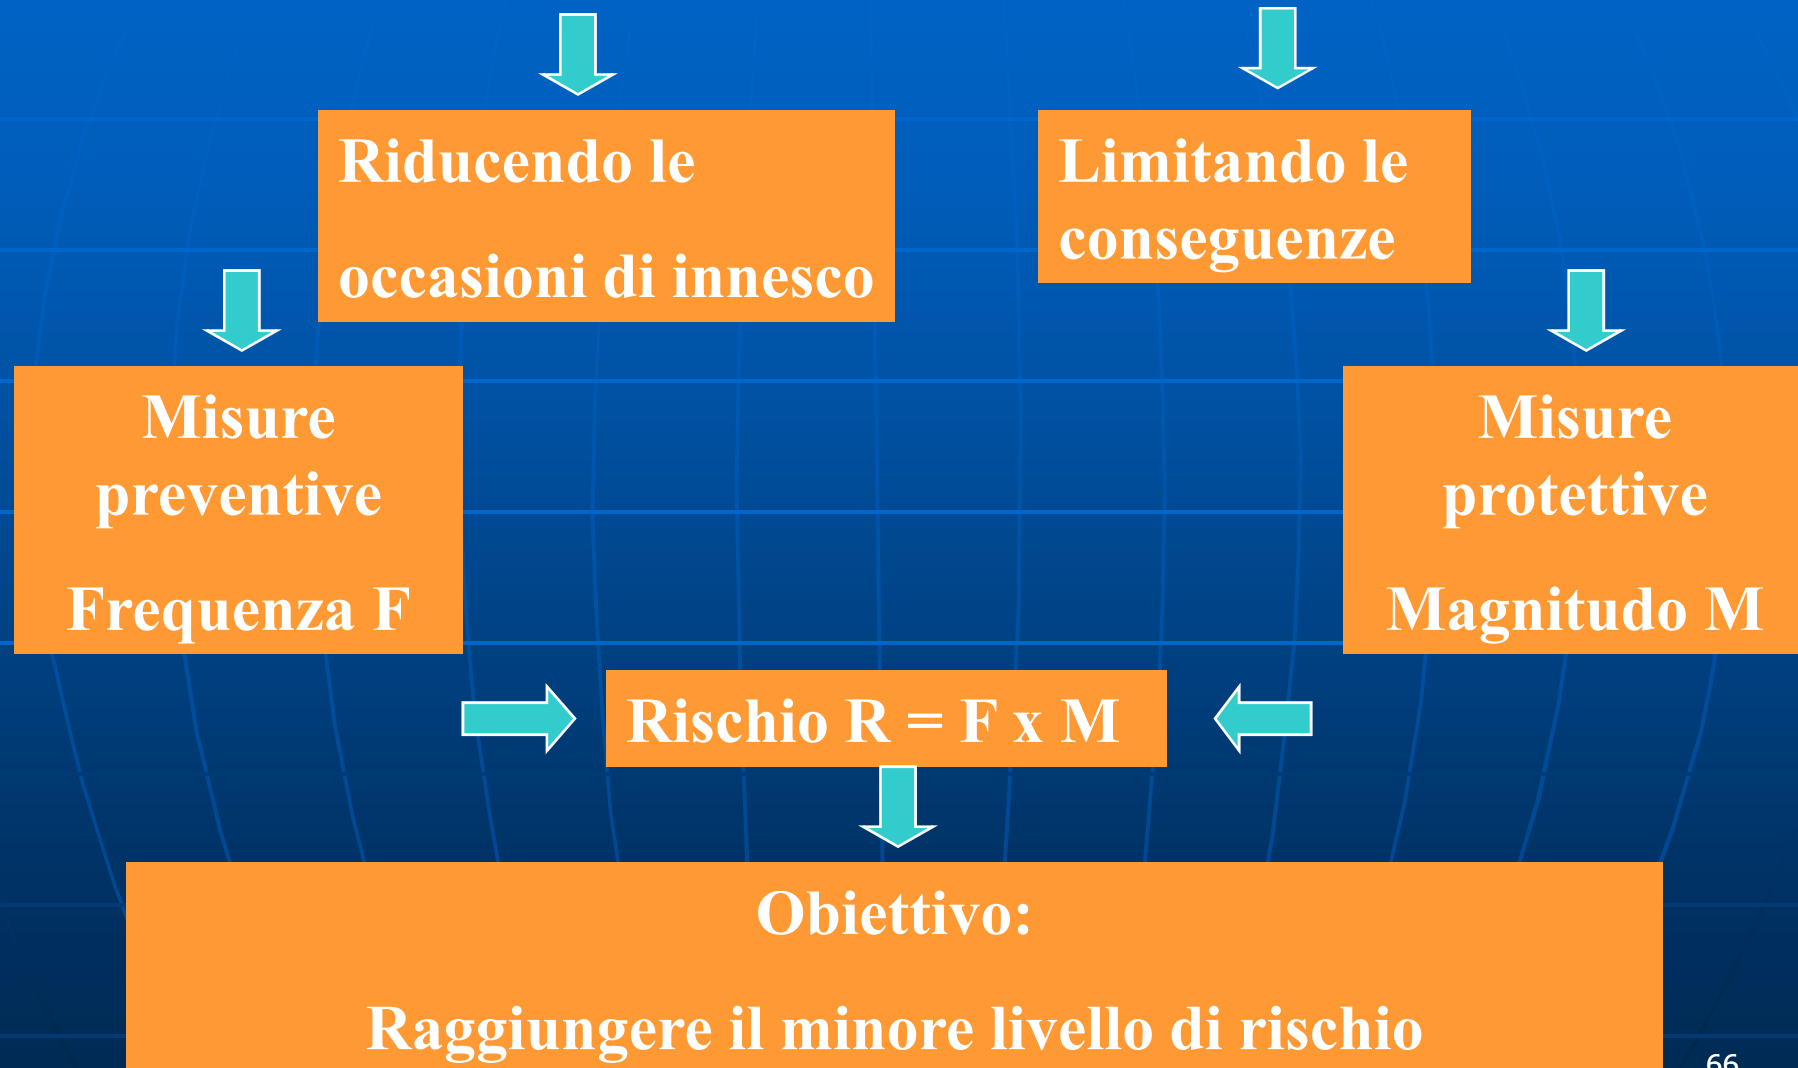 Riducendo le
occasioni di innesco
Limitando le
conseguenze
Misure
preventive
Frequenza F
Misure
protettive
Magnitudo M
Rischio R = F x M
Obiettivo:
Raggiungere il minore livello di rischio
66